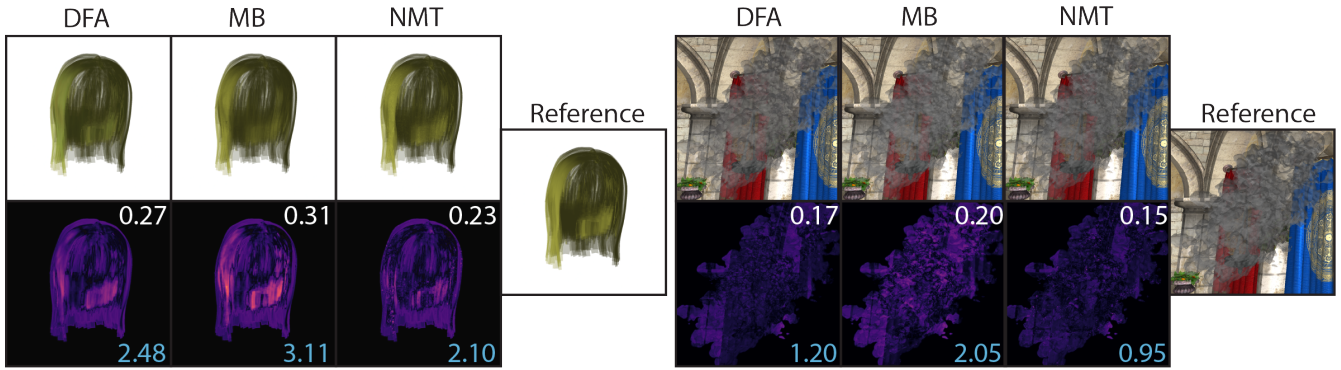 DFA MB NMT
Reference
0.27 0.31 0.23
2.48 3.11 2.10
DFA MB NMT
Reference
0.17 0.20 0.15
1.20 2.05 0.95